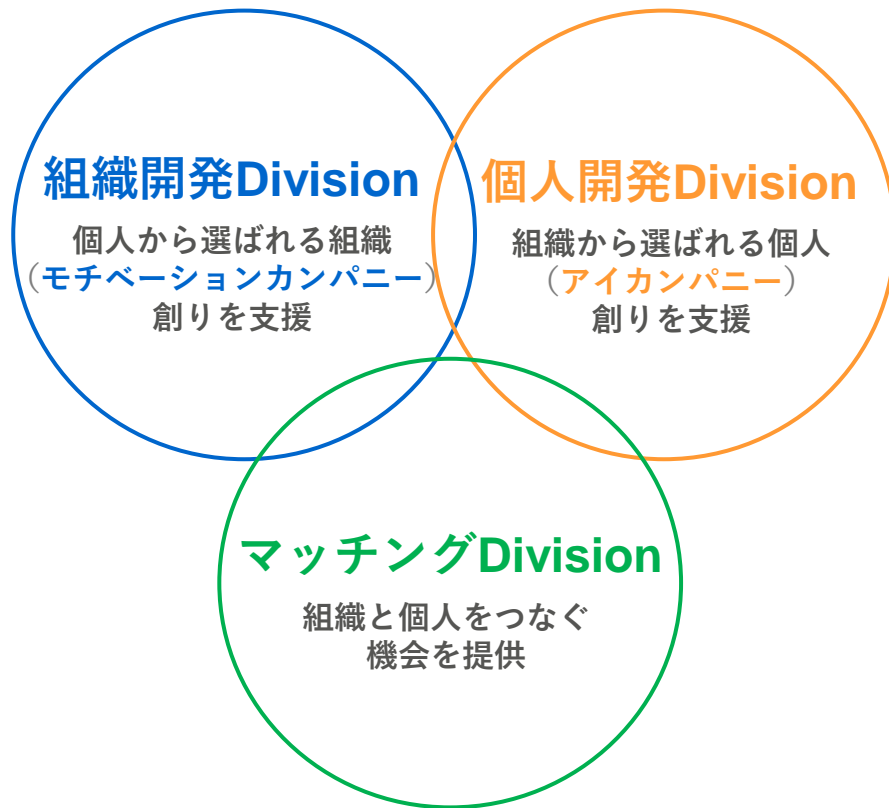 組織開発Division
個人から選ばれる組織
（モチベーションカンパニー）
創りを支援
個人開発Division
組織から選ばれる個人
（アイカンパニー）
創りを支援
マッチングDivision
組織と個人をつなぐ
機会を提供